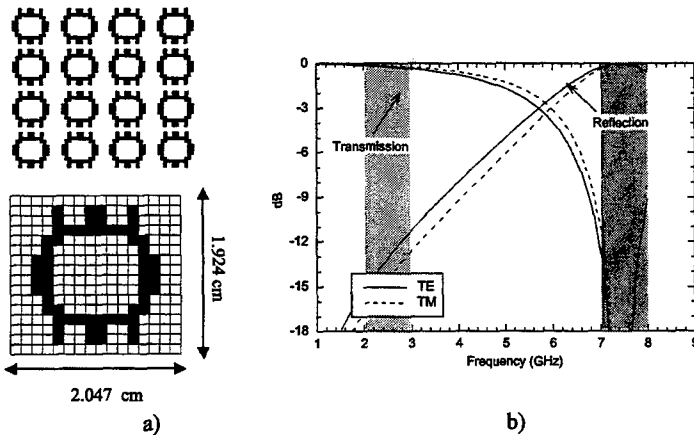 1.924 cm
2.047 cm
a)
b)
0
-3
-6
-9
-12
-15
-18
dB
Transmission
Reflection
TE
TM
1 2 3 4 5 6 7 8 9
Frequency (GHz)